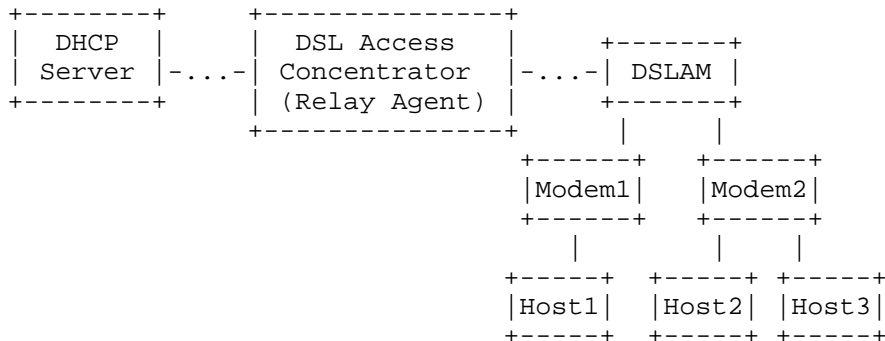 DHCP
Server
DSL Access
Concentrator
(Relay Agent)
-...-
-...-
DSLAM
Modem1
Modem2
Host1
Host2
Host3